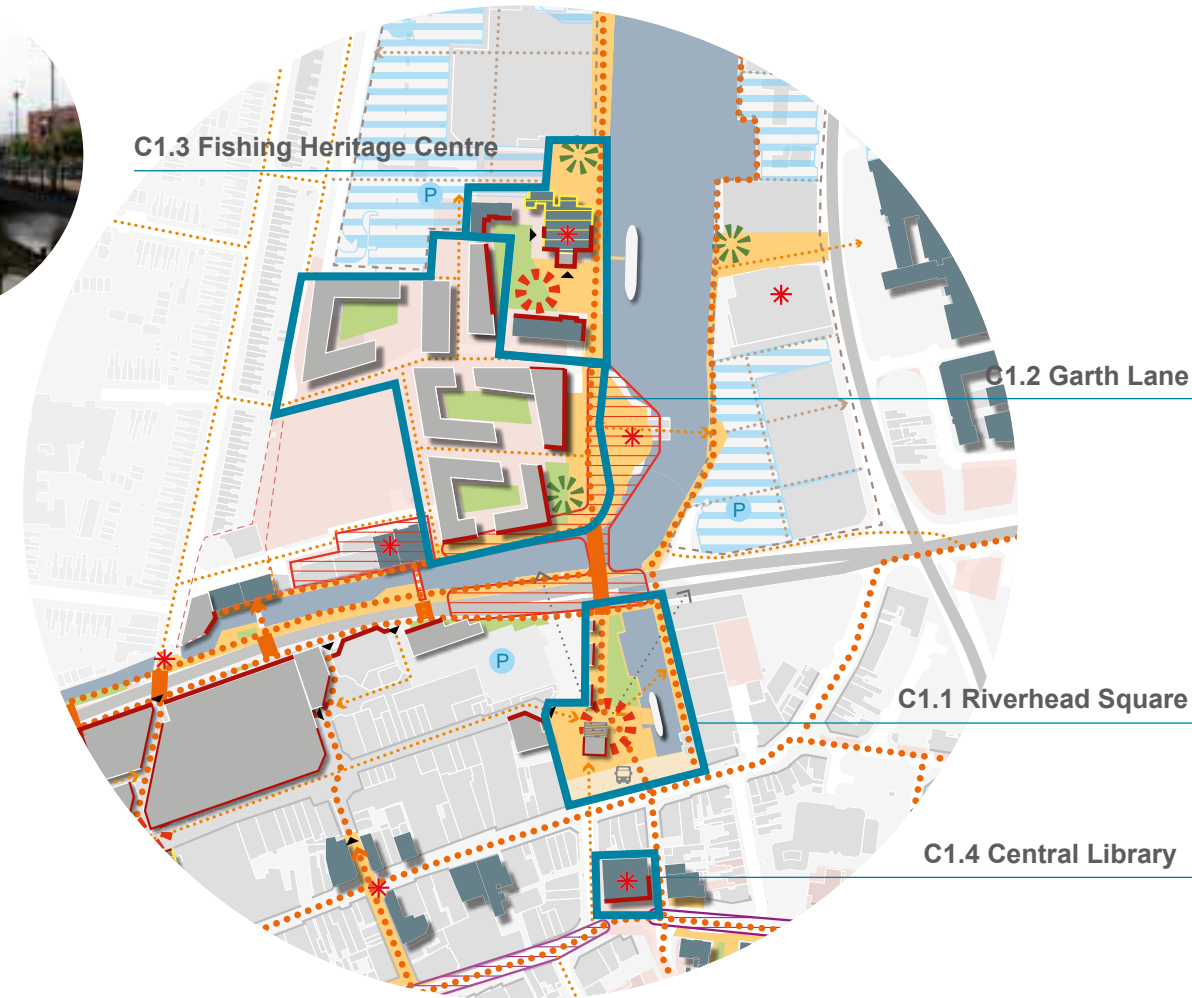 C1.3 Fishing Heritage Centre
P
C1.2 Garth Lane
P
P
C1.1 Riverhead Square
C1.4 Central Library